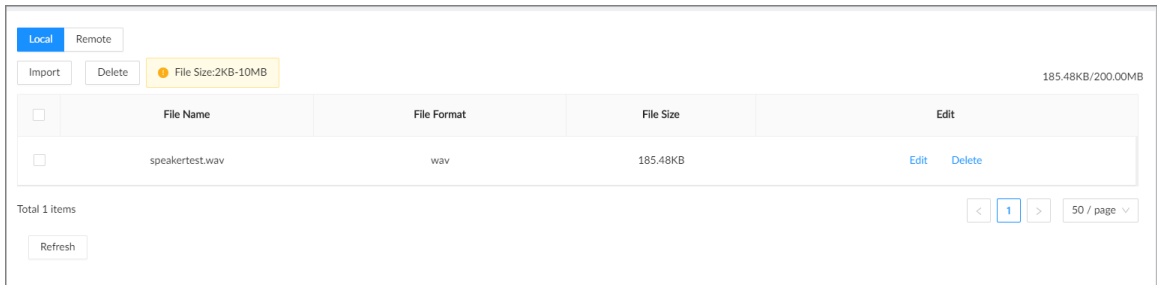 Local Remote
Import Delete File Size:2KB-10MB 185.48KB/200.00MB
File Name File Format File Size Edit
speakertest.wav wav 185.48KB Edit Delete
Total 1 items < 1 > 50 / page
Refresh